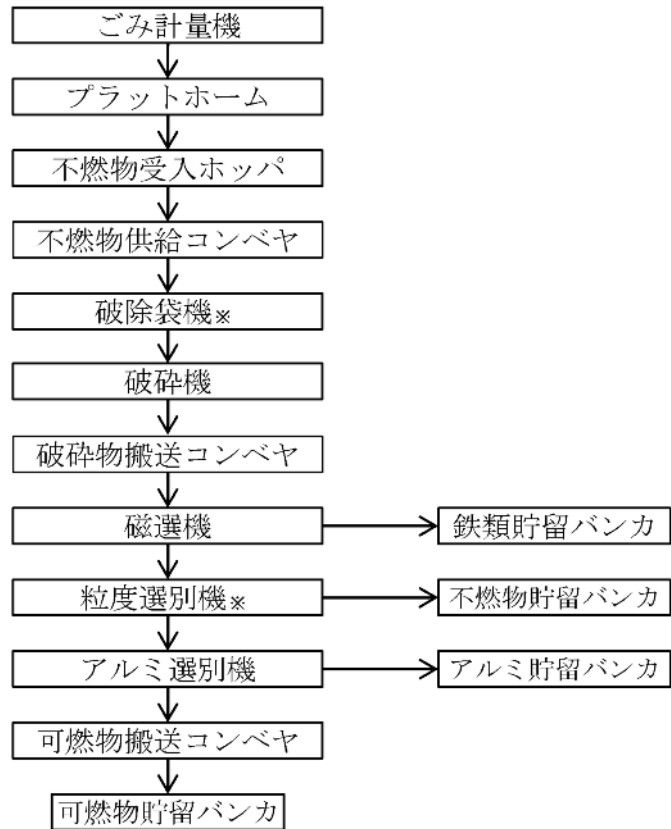 ごみ計量機
プラットホーム
不燃物受入ホッパ
不燃物供給コンベヤ
破除袋機※
破砕機
破砕物搬送コンベヤ
磁選機
鉄類貯留バンカ
粒度選別機※
不燃物貯留バンカ
アルミ選別機
アルミ貯留バンカ
可燃物搬送コンベヤ
可燃物貯留バンカ